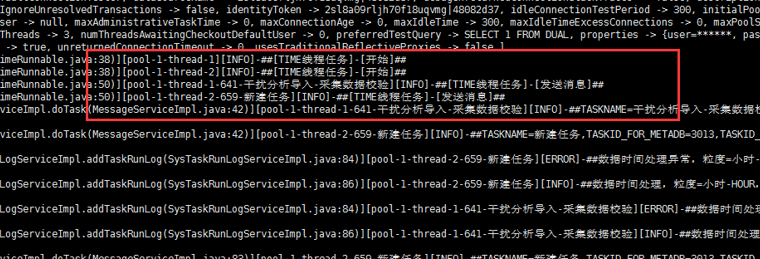 IgnoreUnresolvedTransactions -> false, identityToken -> 2sl8a09rljh70f18uqvmg|48082d37, idleConnectionTestPeriod -> 300, initialPoo
ser -> null, maxAdministrativeTaskTime -> 0, maxConnectionAge -> 0, maxIdleTime -> 300, maxIdleTimeExcessConnections -> 0, maxPoolS
Threads -> 3, numThreadsAwaitingCheckoutDefaultUser -> 0, preferredTestQuery -> SELECT 1 FROM DUAL, properties -> {user=******, pas
-> true, unreturnedConnectionTimeout -> 0, usesTraditionalReflectiveProxies -> false ]
imeRunnable.java:38)][pool-1-thread-1][INFO]-##[TIME线程任务]-[开始]##
imeRunnable.java:38)][pool-1-thread-2][INFO]-##[TIME线程任务]-[开始]##
imeRunnable.java:50)][pool-1-thread-1-641-干扰分析导入-采集数据校验][INFO]-##[TIME线程任务]-[发送消息]##
imeRunnable.java:50)][pool-1-thread-2-659-新建任务][INFO]-##[TIME线程任务]-[发送消息]##
viceImpl.doTask(MessageServiceImpl.java:42)][pool-1-thread-1-641-干扰分析导入-采集数据校验][INFO]-##TASKNAME=干扰分析导入-采集数据校
viceImpl.doTask(MessageServiceImpl.java:42)][pool-1-thread-2-659-新建任务][INFO]-##TASKNAME=新建任务,TASKID_FOR_METADB=3013,TASKID_
LogServiceImpl.addTaskRunLog(SysTaskRunLogServiceImpl.java:84)][pool-1-thread-2-659-新建任务][ERROR]-##数据时间处理异常，粒度=小时-
LogServiceImpl.addTaskRunLog(SysTaskRunLogServiceImpl.java:86)][pool-1-thread-2-659-新建任务][INFO]-##数据时间处理，粒度=小时-HOUR,
LogServiceImpl.addTaskRunLog(SysTaskRunLogServiceImpl.java:84)][pool-1-thread-1-641-干扰分析导入-采集数据校验][ERROR]-##数据时间处
LogServiceImpl.addTaskRunLog(SysTaskRunLogServiceImpl.java:86)][pool-1-thread-1-641-干扰分析导入-采集数据校验][INFO]-##数据时间处理